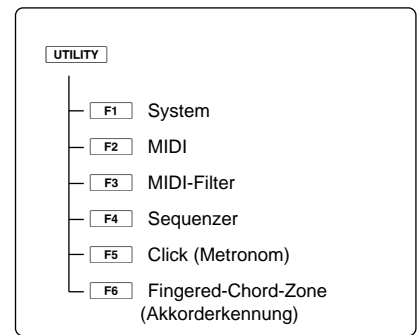 UTILITY
F1 System
F2 MIDI
F3 MIDI-Filter
F4 Sequenzer
F5 Click (Metronom)
F6 Fingered-Chord-Zone
(Akkorderkennung)